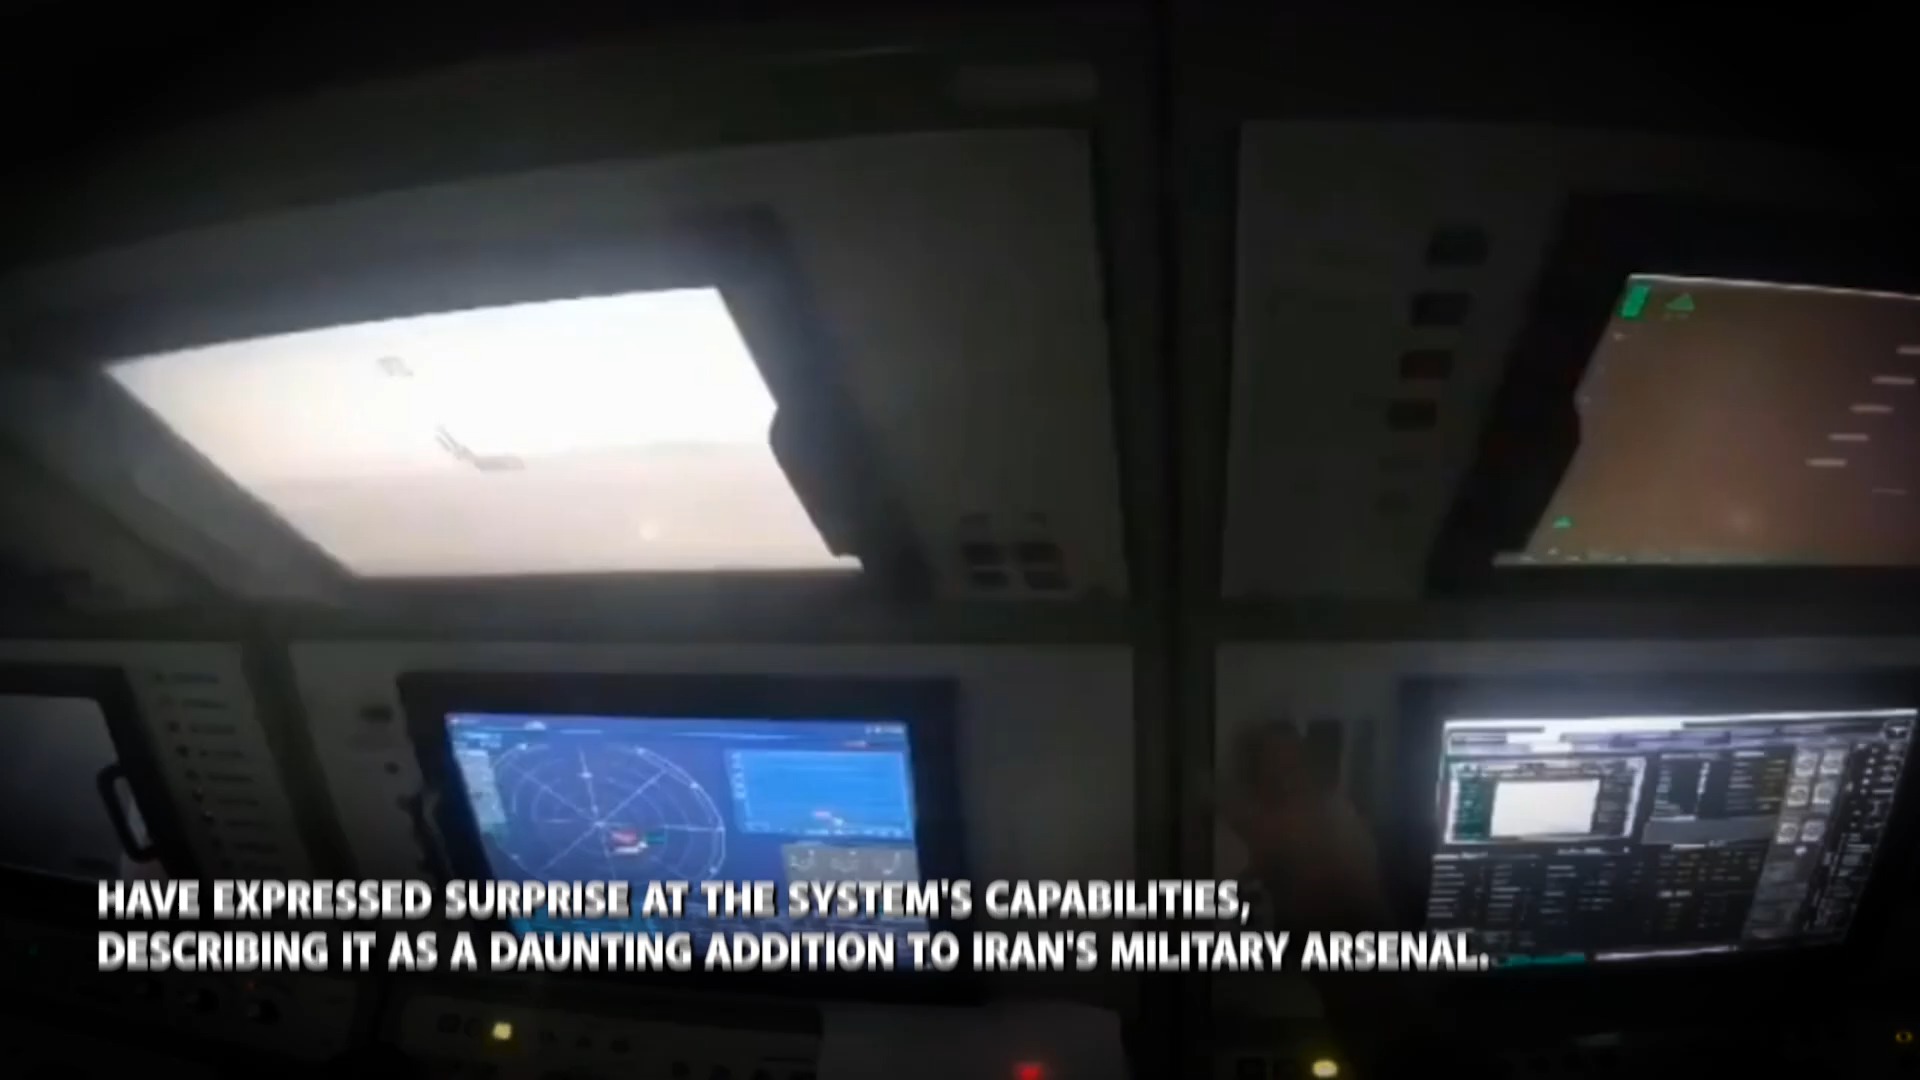 HAVE EXPRESSED SURPRISE AT THE SYSTEM'S CAPABILITIES,
DESCRIBING IT AS A DAUNTING ADDITION TO IRAN'S MILITARY ARSENAL.